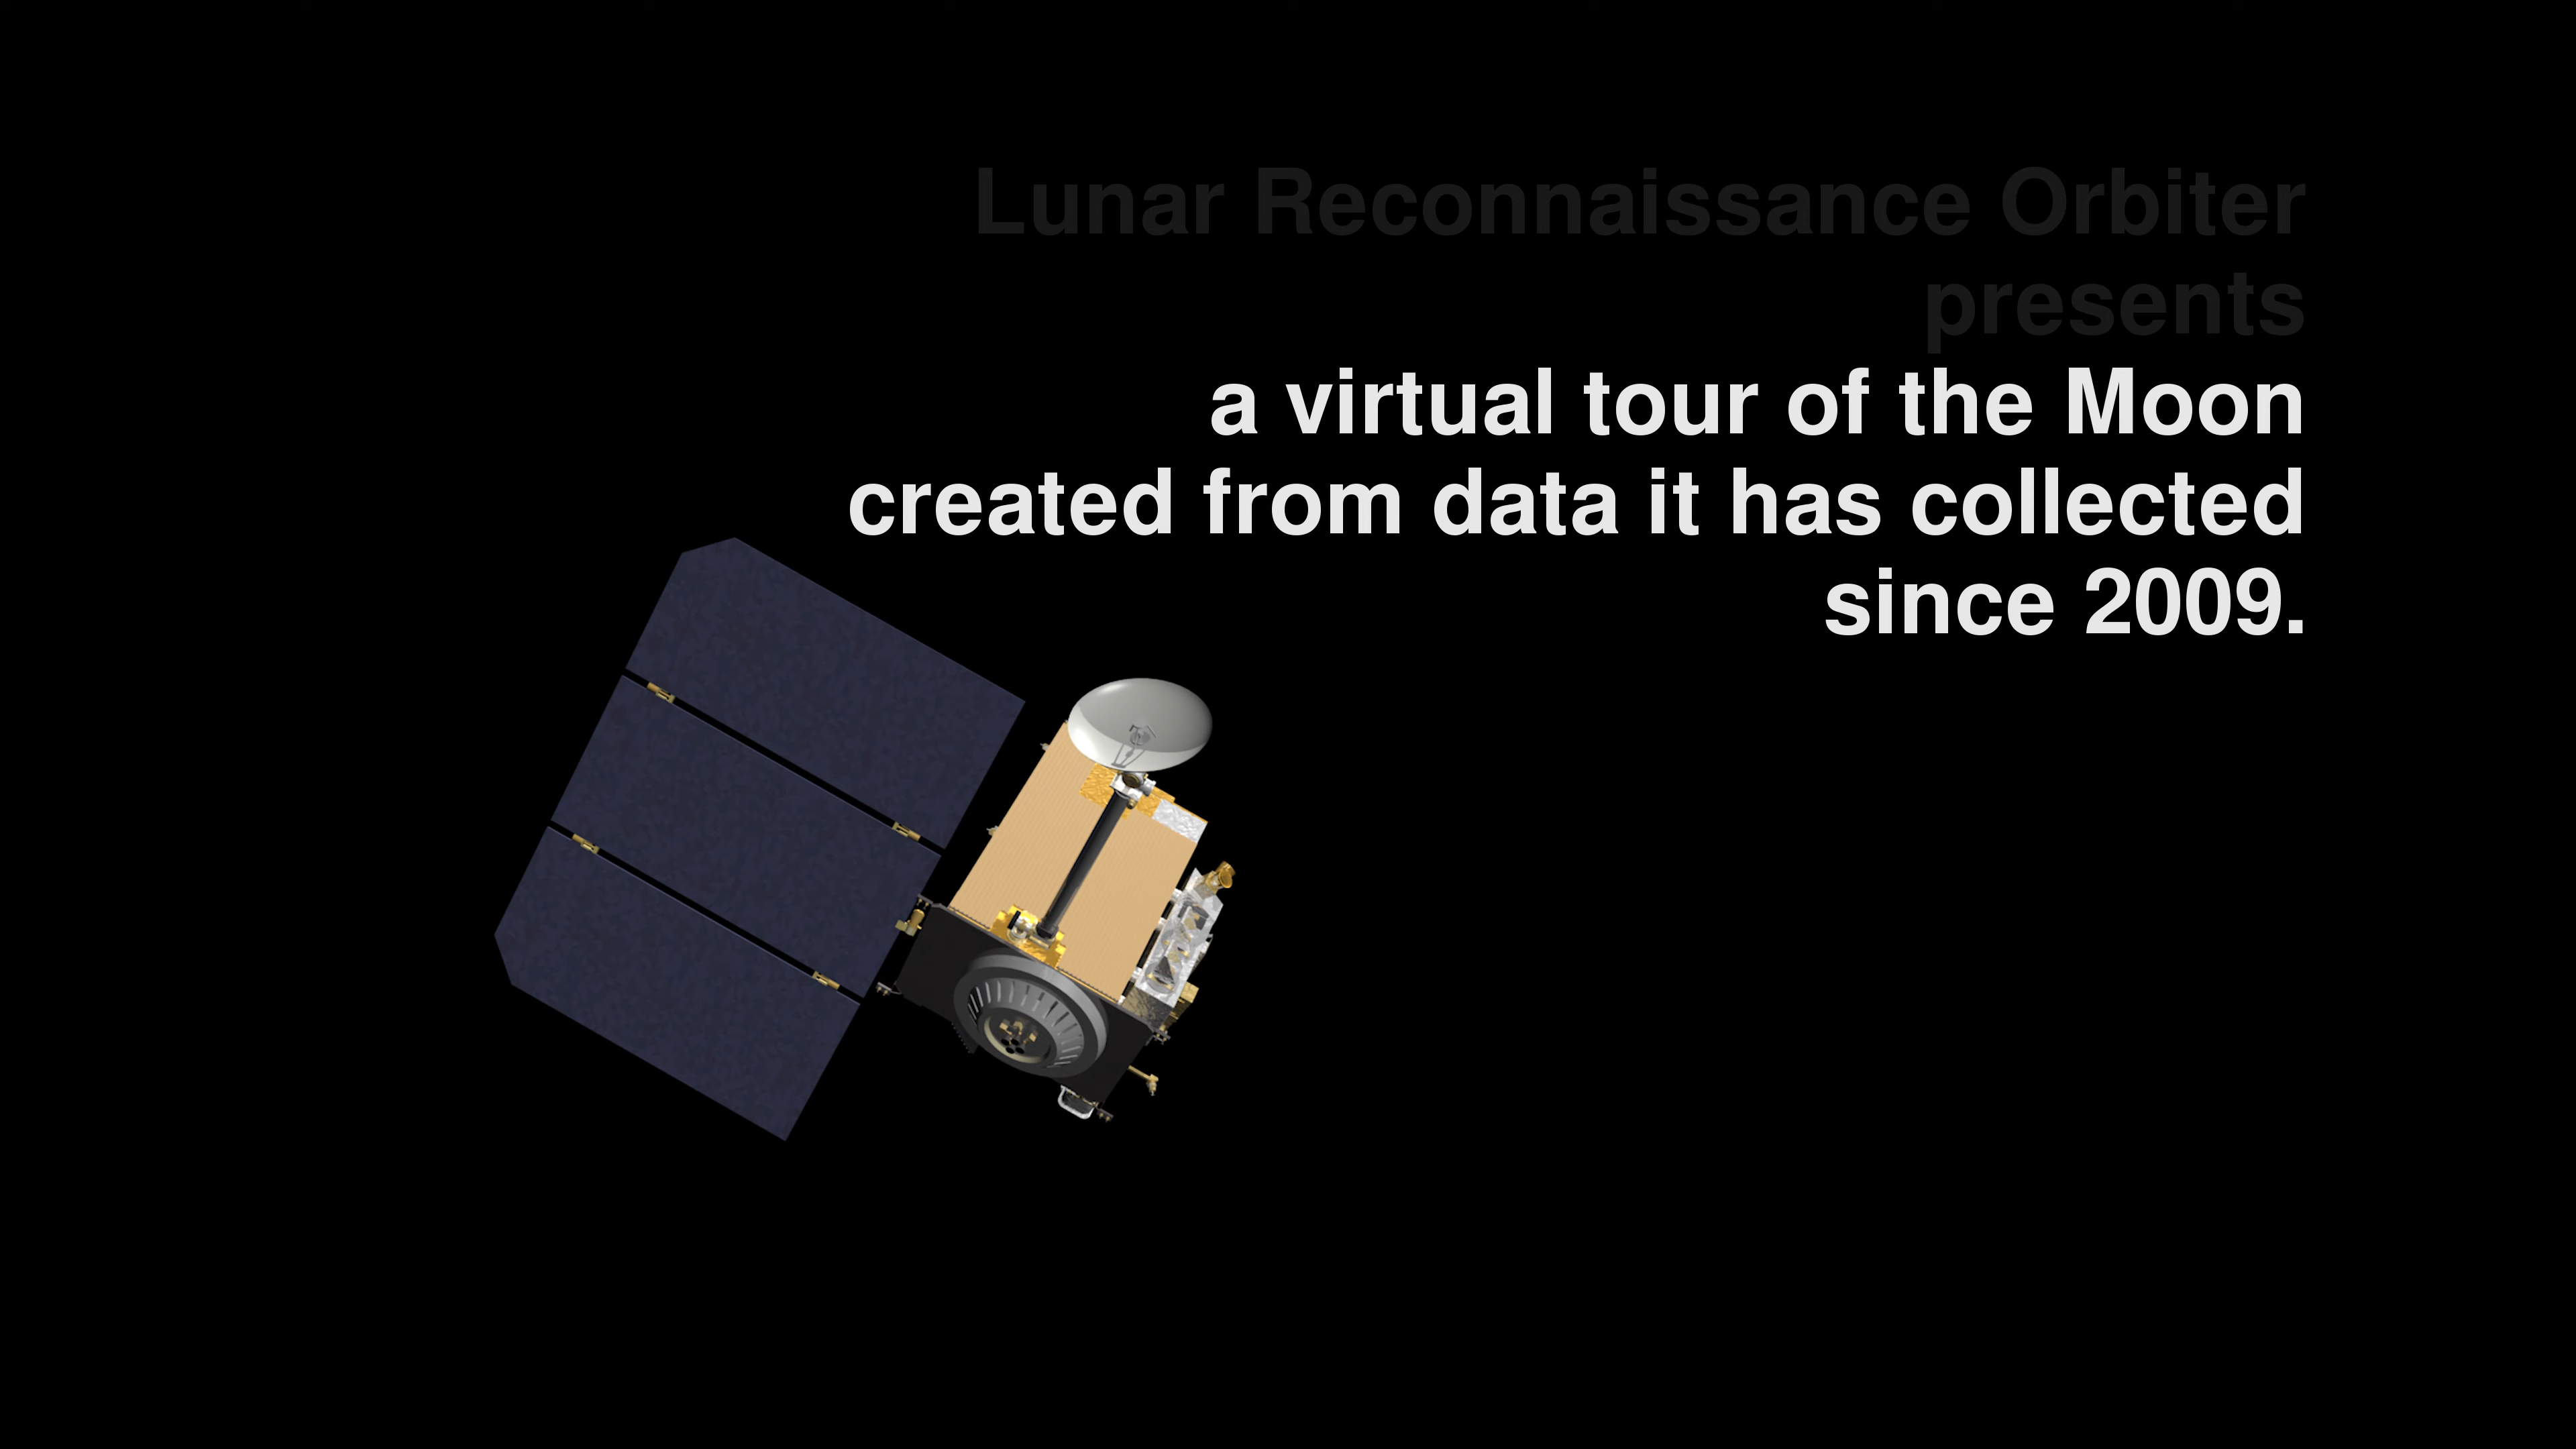 Lunar Reconnaissance Orbiter
presents
a virtual tour of the Moon
created from data it has collected
since 2009.